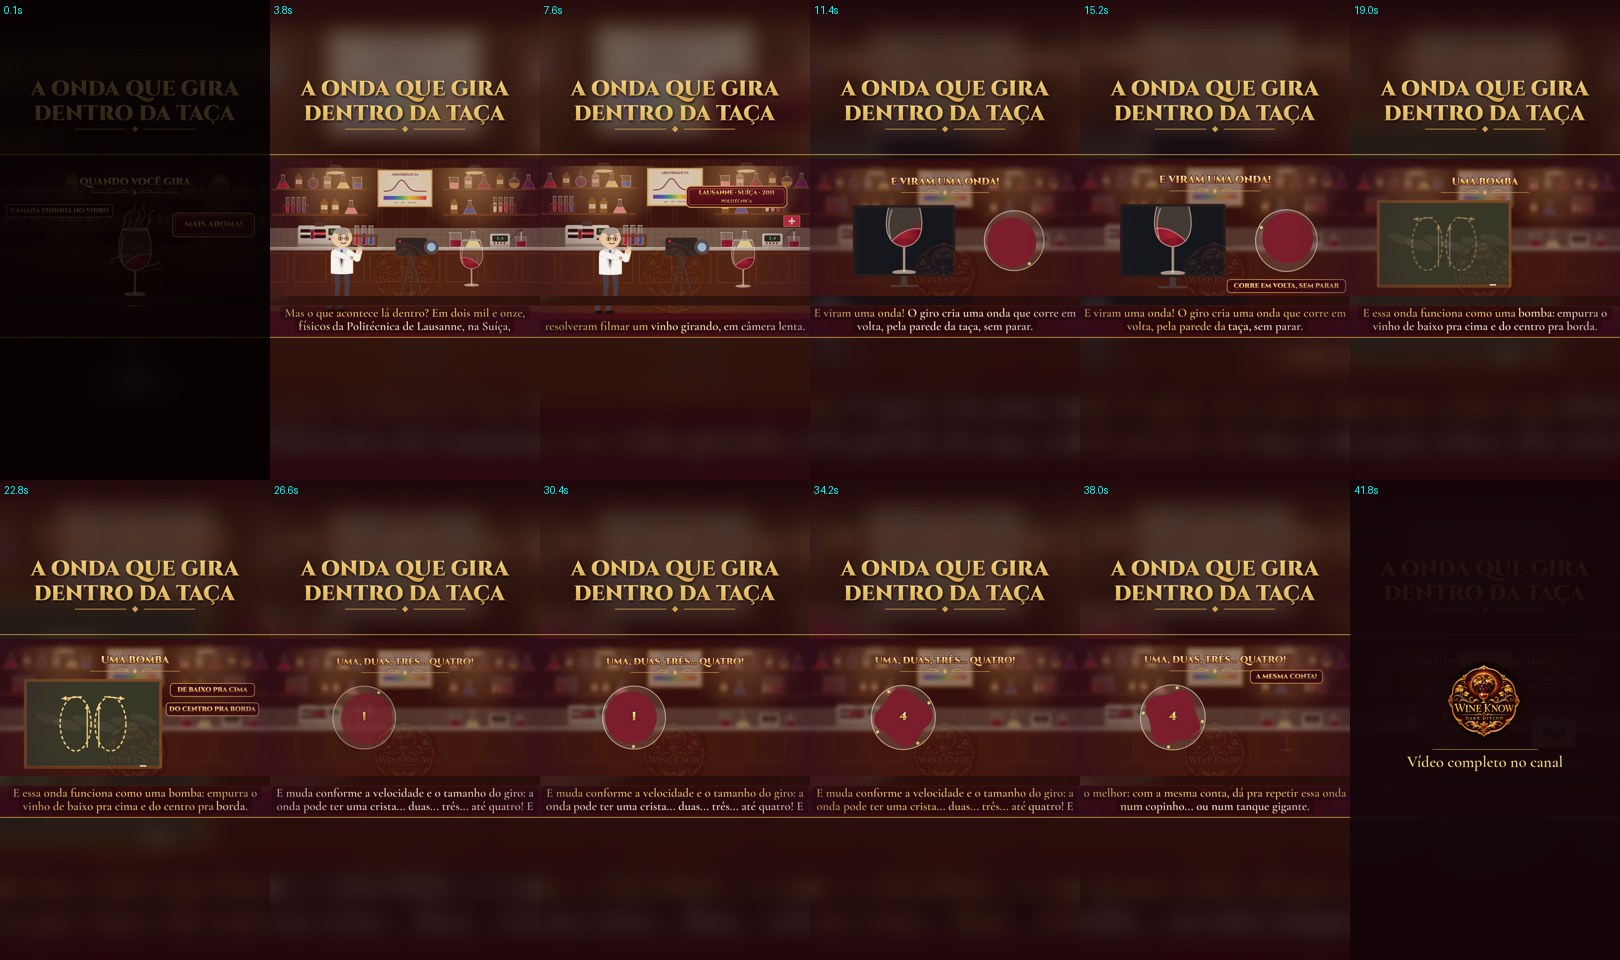 0.1s
A ONDA QUE GIRA
DENTRO DA TAÇA
QUANDO VOCÊ GIRA
CAMADA FININHA NO VIDRO
MAIS AROMA!
3.8s
A ONDA QUE GIRA
DENTRO DA TAÇA
ABSORBÂNCIA
Mas o que acontece lá dentro? Em dois mil e onze,
físicos da Politécnica de Lausanne, na Suíça,
7.6s
A ONDA QUE GIRA
DENTRO DA TAÇA
LAUSANNE · SUÍÇA · 2011
POLITÉCNICA
resolveram filmar um vinho girando, em câmera lenta.
11.4s
A ONDA QUE GIRA
DENTRO DA TAÇA
E VIRAM UMA ONDA!
E viram uma onda! O giro cria uma onda que corre em
volta, pela parede da taça, sem parar.
15.2s
A ONDA QUE GIRA
DENTRO DA TAÇA
E VIRAM UMA ONDA!
CORRE EM VOLTA, SEM PARAR
E viram uma onda! O giro cria uma onda que corre em
volta, pela parede da taça, sem parar.
19.0s
A ONDA QUE GIRA
DENTRO DA TAÇA
UMA BOMBA
E essa onda funciona como uma bomba: empurra o
vinho de baixo pra cima e do centro pra borda.
22.8s
A ONDA QUE GIRA
DENTRO DA TAÇA
UMA BOMBA
DE BAIXO PRA CIMA
DO CENTRO PRA BORDA
E essa onda funciona como uma bomba: empurra o
vinho de baixo pra cima e do centro pra borda.
26.6s
A ONDA QUE GIRA
DENTRO DA TAÇA
UMA, DUAS, TRÊS... QUATRO!
1
E muda conforme a velocidade e o tamanho do giro: a
onda pode ter uma crista... duas... três... até quatro! E
30.4s
A ONDA QUE GIRA
DENTRO DA TAÇA
UMA, DUAS, TRÊS... QUATRO!
1
E muda conforme a velocidade e o tamanho do giro: a
onda pode ter uma crista... duas... três... até quatro! E
34.2s
A ONDA QUE GIRA
DENTRO DA TAÇA
UMA, DUAS, TRÊS... QUATRO!
4
E muda conforme a velocidade e o tamanho do giro: a
onda pode ter uma crista... duas... três... até quatro! E
38.0s
A ONDA QUE GIRA
DENTRO DA TAÇA
UMA, DUAS, TRÊS... QUATRO!
A MESMA CONTA!
4
o melhor: com a mesma conta, dá pra repetir essa onda
num copinho... ou num tanque gigante.
41.8s
A ONDA QUE GIRA
DENTRO DA TAÇA
WINE KNOW
DARK DIVINO
Vídeo completo no canal